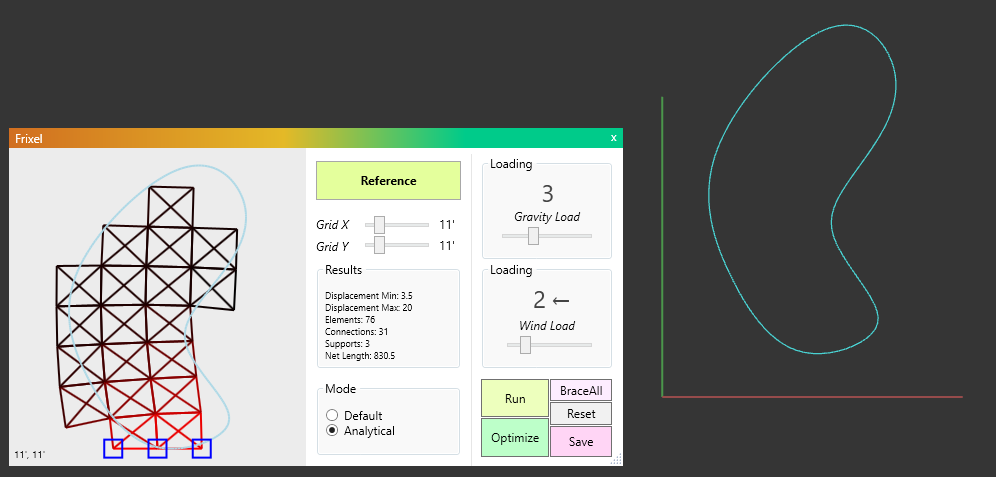 Frixel
x
Reference
Grid X 11'
Grid Y 11'
Results
Displacement Min: 3.5
Displacement Max: 20
Elements: 76
Connections: 31
Supports: 3
Net Length: 830.5
Mode
Default
Analytical
Loading
3
Gravity Load
Loading
2 ←
Wind Load
Run
BraceAll
Reset
Optimize
Save
11', 11'